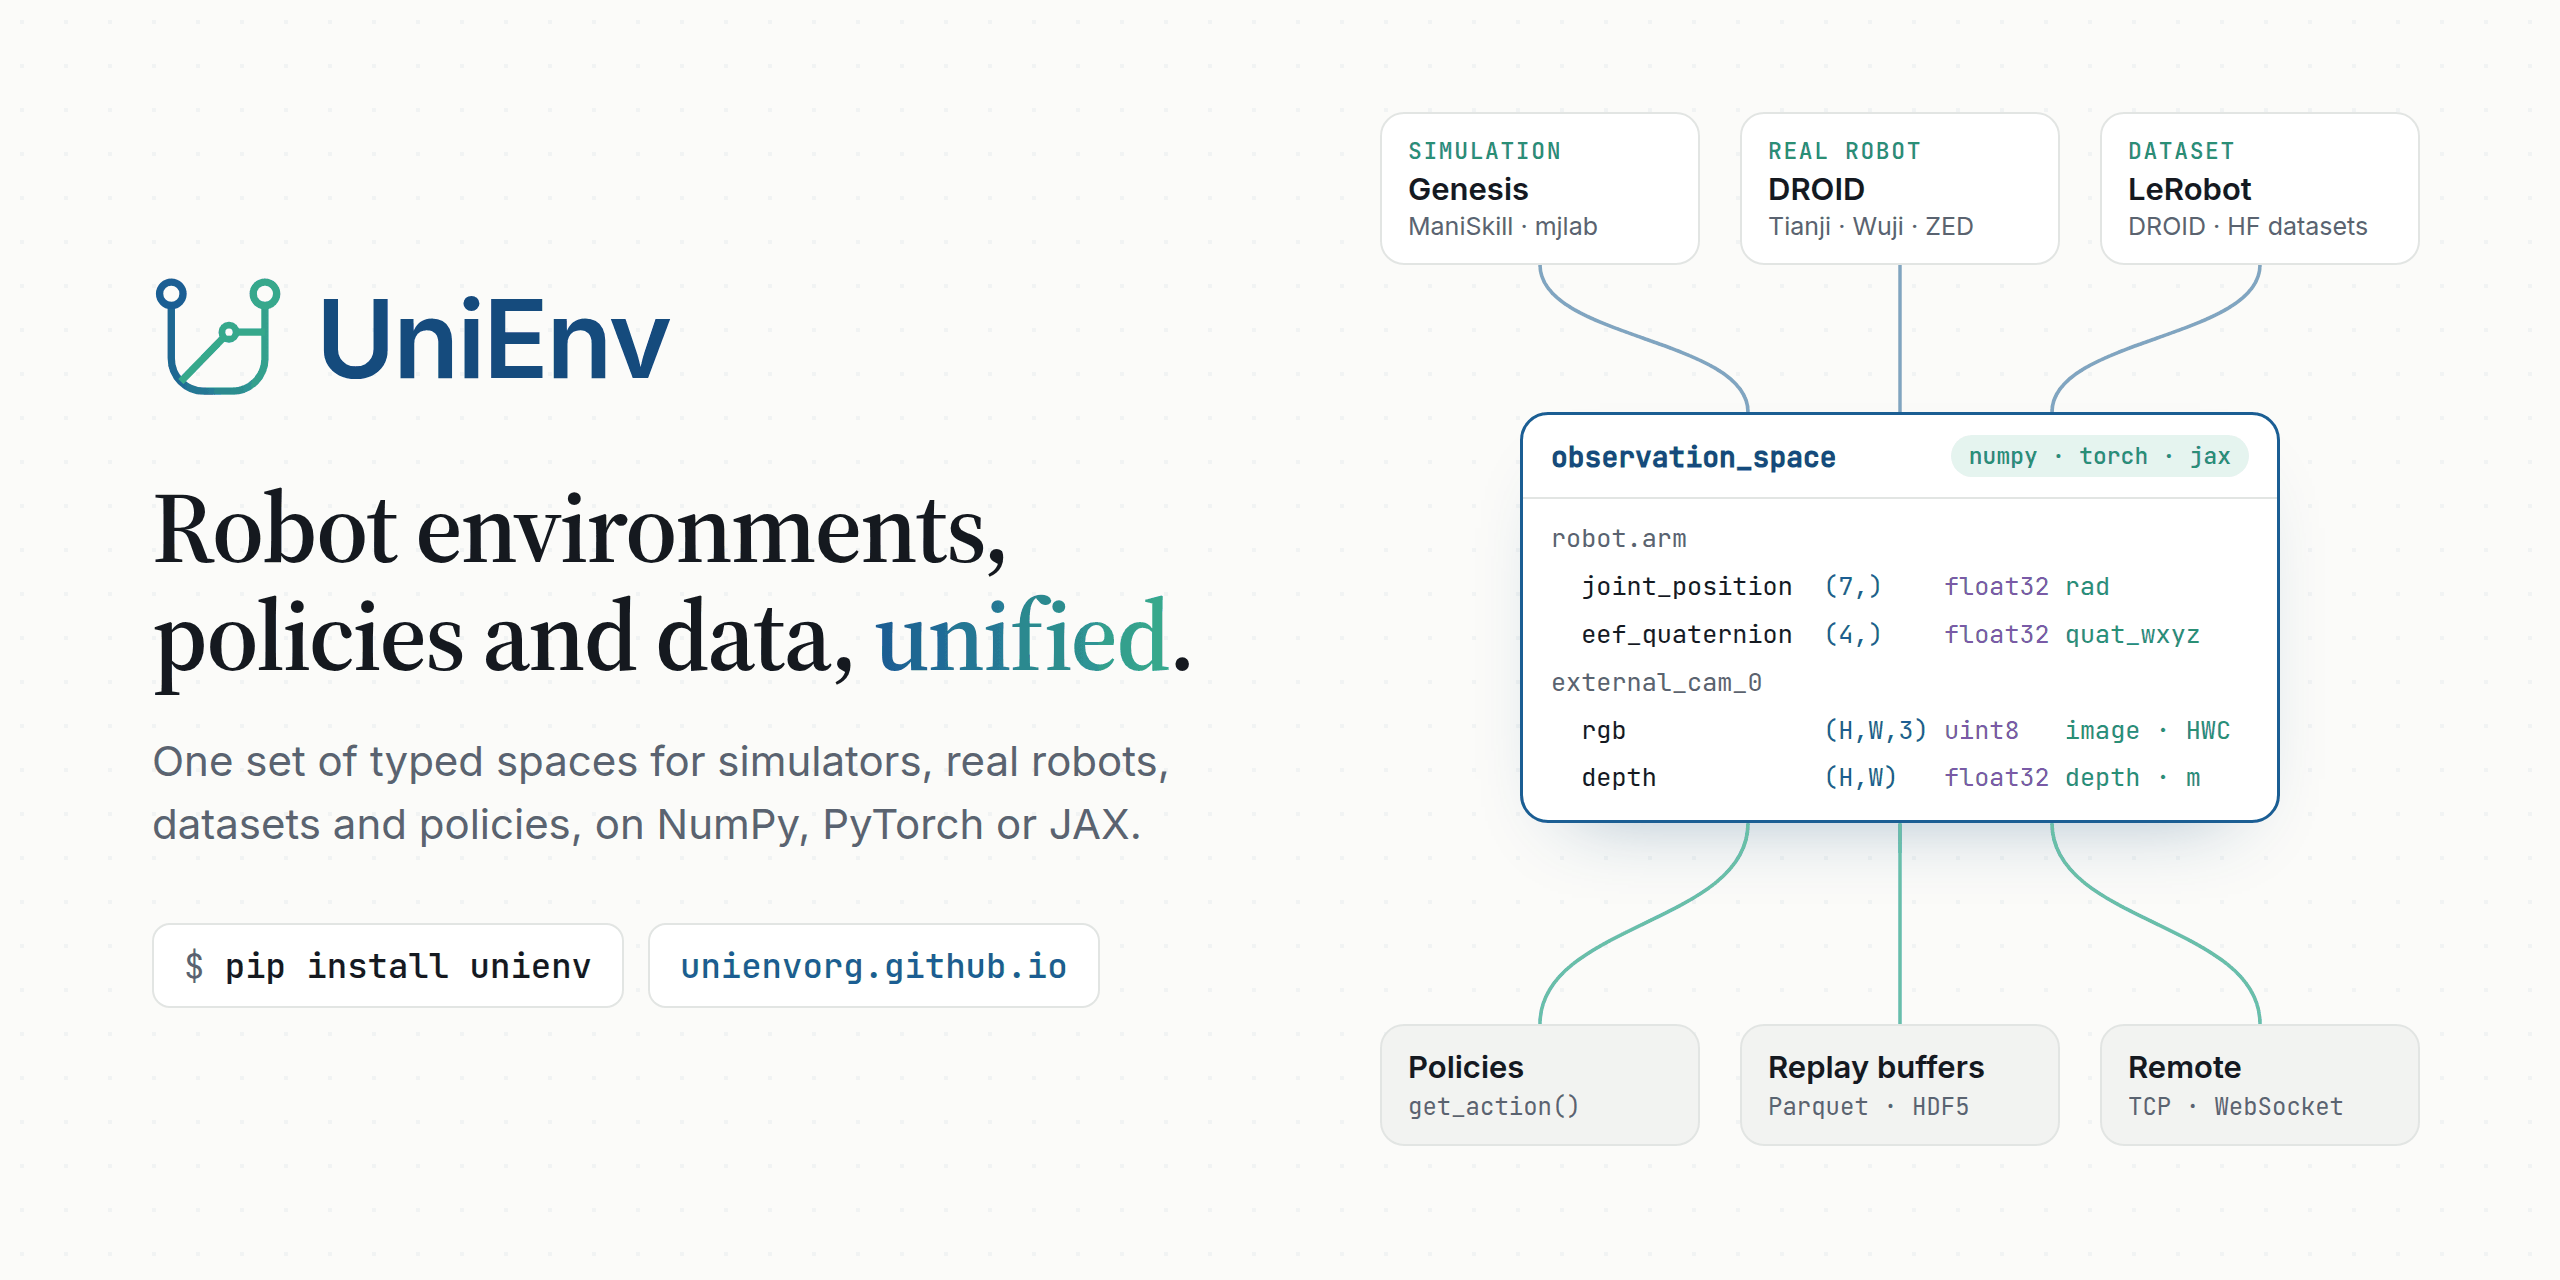 UniEnv
Robot environments,
policies and data, unified.
One set of typed spaces for simulators, real robots,
datasets and policies, on NumPy, PyTorch or JAX.
$ pip install unienv
unienvorg.github.io
SIMULATION
Genesis
ManiSkill · mjlab
REAL ROBOT
DROID
Tianji · Wuji · ZED
DATASET
LeRobot
DROID · HF datasets
observation_space
numpy · torch · jax
robot.arm
joint_position (7,) float32 rad
eef_quaternion (4,) float32 quat_wxyz
external_cam_0
rgb (H,W,3) uint8 image · HWC
depth (H,W) float32 depth · m
Policies
get_action()
Replay buffers
Parquet · HDF5
Remote
TCP · WebSocket